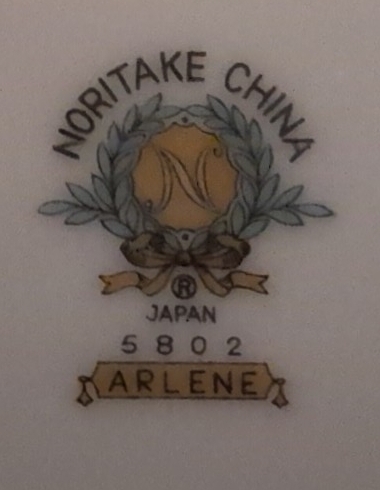 NORITAKE CHINA
N
®
JAPAN
5802
ARLENE